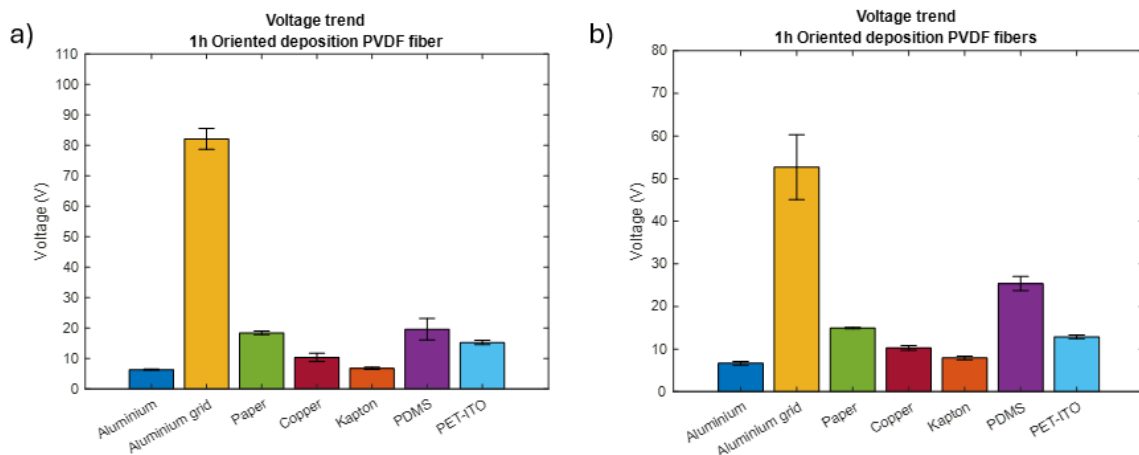 a)
Voltage trend
1h Oriented deposition PVDF fiber
Voltage (V)
110
100
90
80
70
60
50
40
30
20
10
0
Aluminium
Aluminium grid
Paper
Copper
Kapton
PDMS
PET-ITO
b)
Voltage trend
1h Oriented deposition PVDF fibers
Voltage (V)
80
70
60
50
40
30
20
10
0
Aluminium
Aluminium grid
Paper
Copper
Kapton
PDMS
PET-ITO